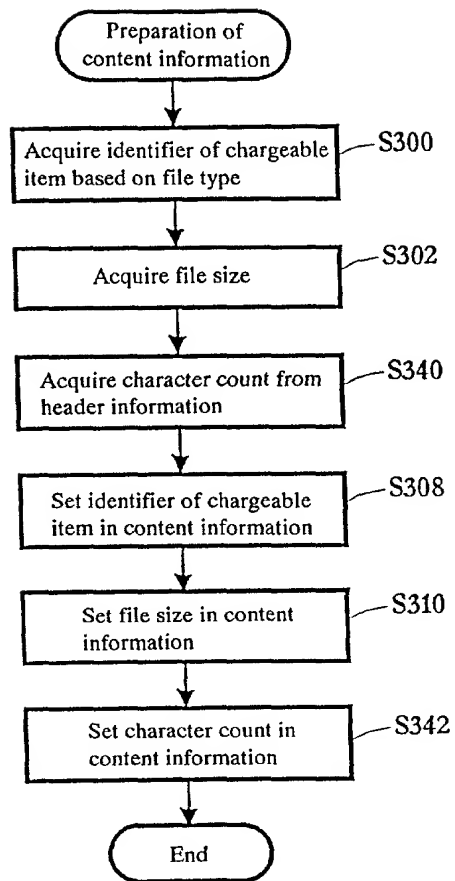 Preparation of
content information
Acquire identifier of chargeable
item based on file type
S300
Acquire file size
S302
Acquire character count from
header information
S340
Set identifier of chargeable
item in content information
S308
Set file size in content
information
S310
Set character count in
content information
S342
End